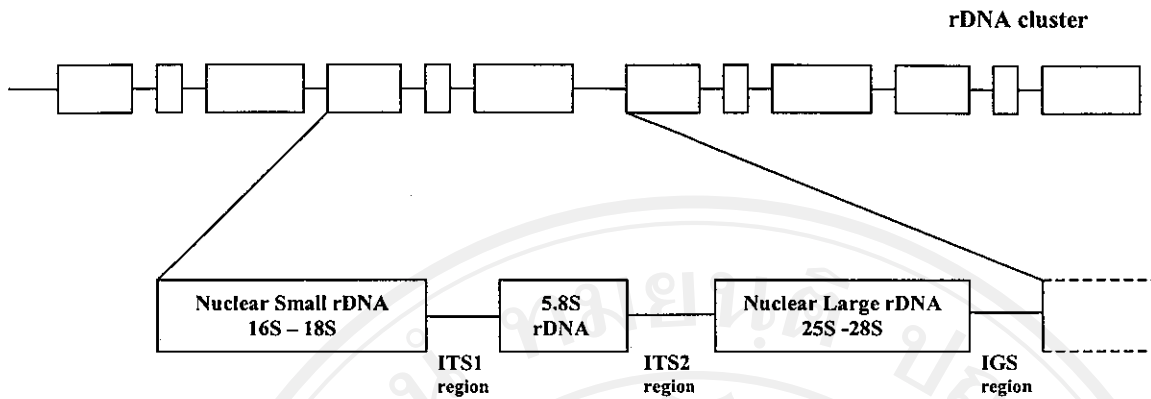 rDNA cluster
Nuclear Small rDNA
16S – 18S
5.8S
rDNA
Nuclear Large rDNA
25S -28S
ITS1
region
ITS2
region
IGS
region